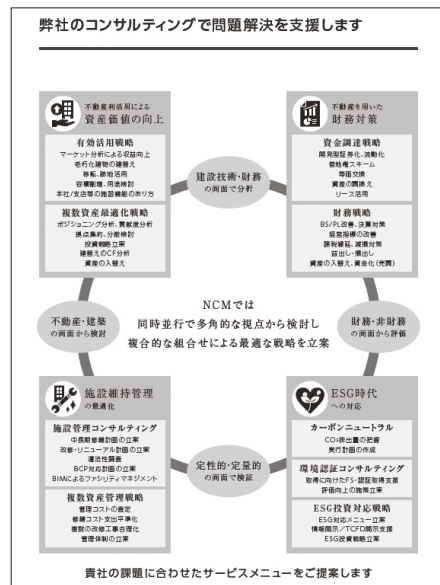 弊社のコンサルティングで問題解決を支援します
不動産利活用による
資産価値の向上
有効活用戦略
マーケット分析による収益向上
老朽化建物の建替え
移転、跡地活用
容積割増、用途検討
本社/支店等の施設機能のあり方
複数資産最適化戦略
ポジショニング分析、貢献度分析
拠点集約、分散検討
投資戦略立案
建替えのCF分析
資産の入替え
不動産を用いた
財務対策
資金調達戦略
開発型証券化、流動化
借地権スキーム
等価交換
資産の買換え
リース活用
財務戦略
BS/PL改善、決算対策
経営指標の改善
課税繰延、減損対策
益出し・損出し
資産の入替え、資金化(売買)
建設技術・財務
の両面で分析
NCMでは
同時並行で多角的な視点から検討し
複合的な組合せによる最適な戦略を立案
不動産・建築
の両面から検討
財務・非財務
の両面から評価
施設維持管理
の最適化
施設管理コンサルティング
中長期修繕計画の立案
改修・リニューアル計画の立案
遵法性調査
BCP対応計画の立案
BIMによるファシリティマネジメント
複数資産管理戦略
管理コストの査定
修繕コスト支出平準化
複数の改修工事合理化
管理体制の立案
定性的・定量的
の両面で検証
ESG時代
への対応
カーボンニュートラル
CO₂排出量の把握
実行計画の作成
環境認証コンサルティング
取得に向けたFS・認証取得支援
評価向上の施策立案
ESG投資対応戦略
ESG対応メニュー立案
情報開示/TCFD開示支援
ESG投資戦略立案
貴社の課題に合わせたサービスメニューをご提案します